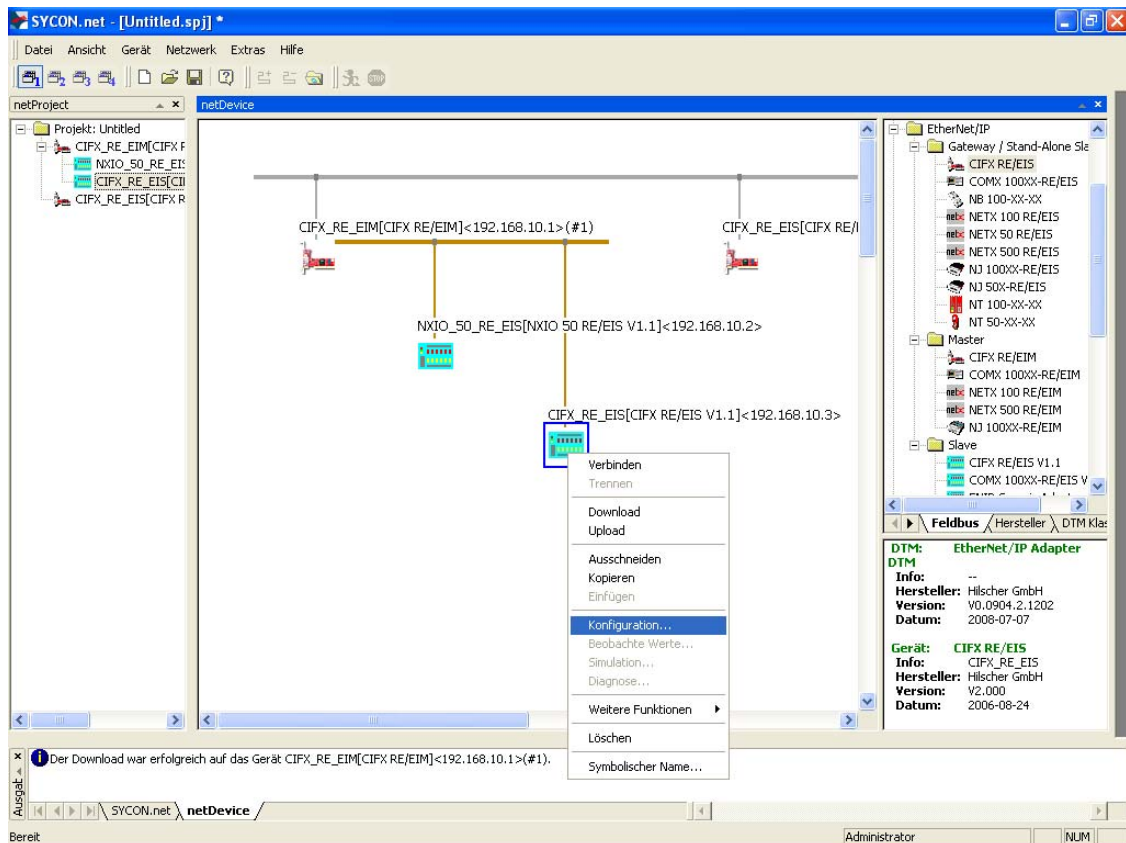 SYCON.net - [Untitled.spj] *
Datei Ansicht Gerät Netzwerk Extras Hilfe
netProject
netDevice
Projekt: Untitled
CIFX_RE_EIM[CIFX R
NXIO_50_RE_EIS
CIFX_RE_EIS[CIF
CIFX_RE_EIS[CIFX R
CIFX_RE_EIM[CIFX RE/EIM]<192.168.10.1>(#1)
CIFX_RE_EIS[CIFX RE/E
NXIO_50_RE_EIS[NXIO 50 RE/EIS V1.1]<192.168.10.2>
CIFX_RE_EIS[CIFX RE/EIS V1.1]<192.168.10.3>
Verbinden
Trennen
Download
Upload
Ausschneiden
Kopieren
Einfügen
Konfiguration...
Beobachte Werte...
Simulation...
Diagnose...
Weitere Funktionen
Löschen
Symbolischer Name...
EtherNet/IP
Gateway / Stand-Alone Sla
CIFX RE/EIS
COMX 100XX-RE/EIS
NB 100-XX-XX
NETX 100 RE/EIS
NETX 50 RE/EIS
NETX 500 RE/EIS
NJ 100XX-RE/EIS
NJ 50X-RE/EIS
NT 100-XX-XX
NT 50-XX-XX
Master
CIFX RE/EIM
COMX 100XX-RE/EIM
NETX 100 RE/EIM
NETX 500 RE/EIM
NJ 100XX-RE/EIM
Slave
CIFX RE/EIS V1.1
COMX 100XX-RE/EIS V
Feldbus Hersteller DTM Klas
DTM: EtherNet/IP Adapter
DTM
Info: --
Hersteller: Hilscher GmbH
Version: V0.0904.2.1202
Datum: 2008-07-07
Gerät: CIFX RE/EIS
Info: CIFX_RE_EIS
Hersteller: Hilscher GmbH
Version: V2.000
Datum: 2006-08-24
Der Download war erfolgreich auf das Gerät CIFX_RE_EIM[CIFX RE/EIM]<192.168.10.1>(#1).
Ausgabe
SYCON.net netDevice
Bereit
Administrator
NUM